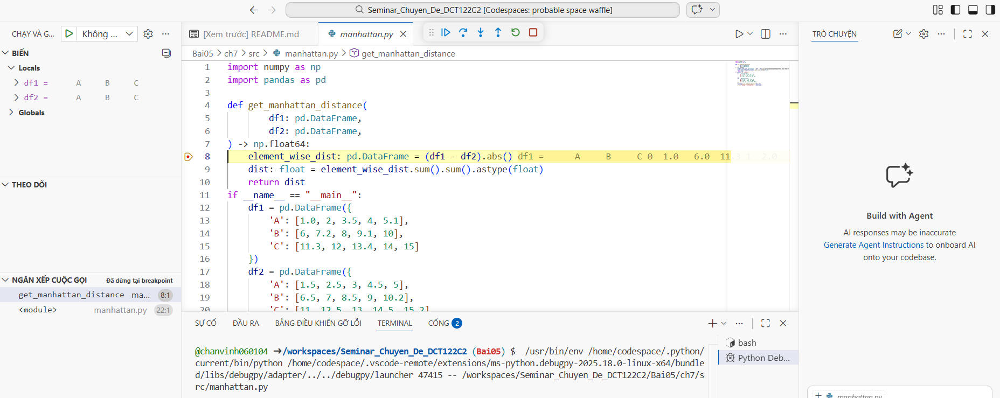 Seminar_Chuyen_De_DCT122C2 [Codespaces: probable space waffle]
CHẠY VÀ G... Không ...
BIẾN
Locals
df1 = A B C
df2 = A B C
Globals
THEO DÕI
NGĂN XẾP CUỘC GỌI Đã dừng tại breakpoint
get_manhattan_distance ma... 8:1
<module> manhattan.py 22:1
[Xem trước] README.md manhattan.py
Bai05 > ch7 > src > manhattan.py > get_manhattan_distance
1 import numpy as np
2 import pandas as pd
3
4 def get_manhattan_distance(
5 df1: pd.DataFrame,
6 df2: pd.DataFrame,
7 ) -> np.float64:
8 element_wise_dist: pd.DataFrame = (df1 - df2).abs() df1 = A B C 0 1.0 6.0 11.3 1 2.0
9 dist: float = element_wise_dist.sum().sum().astype(float)
10 return dist
11 if __name__ == "__main__":
12 df1 = pd.DataFrame({
13 'A': [1.0, 2, 3.5, 4, 5.1],
14 'B': [6, 7.2, 8, 9.1, 10],
15 'C': [11.3, 12, 13.4, 14, 15]
16 })
17 df2 = pd.DataFrame({
18 'A': [1.5, 2.5, 3, 4.5, 5],
19 'B': [6.5, 7, 8.5, 9, 10.2],
20 'C': [11, 12.5, 13, 14.5, 15.2]
SỰ CỐ ĐẦU RA BẢNG ĐIỀU KHIỂN GỠ LỖI TERMINAL CỔNG 2
@chanvinh060104 ➜/workspaces/Seminar_Chuyen_De_DCT122C2 (Bai05) $ /usr/bin/env /home/codespace/.python/
current/bin/python /home/codespace/.vscode-remote/extensions/ms-python.debugpy-2025.18.0-linux-x64/bundle
d/libs/debugpy/adapter/../../debugpy/launcher 47415 -- /workspaces/Seminar_Chuyen_De_DCT122C2/Bai05/ch7/s
rc/manhattan.py
bash
Python Deb...
TRÒ CHUYỆN
Build with Agent
AI responses may be inaccurate
Generate Agent Instructions to onboard AI
onto your codebase.
manhattan.py